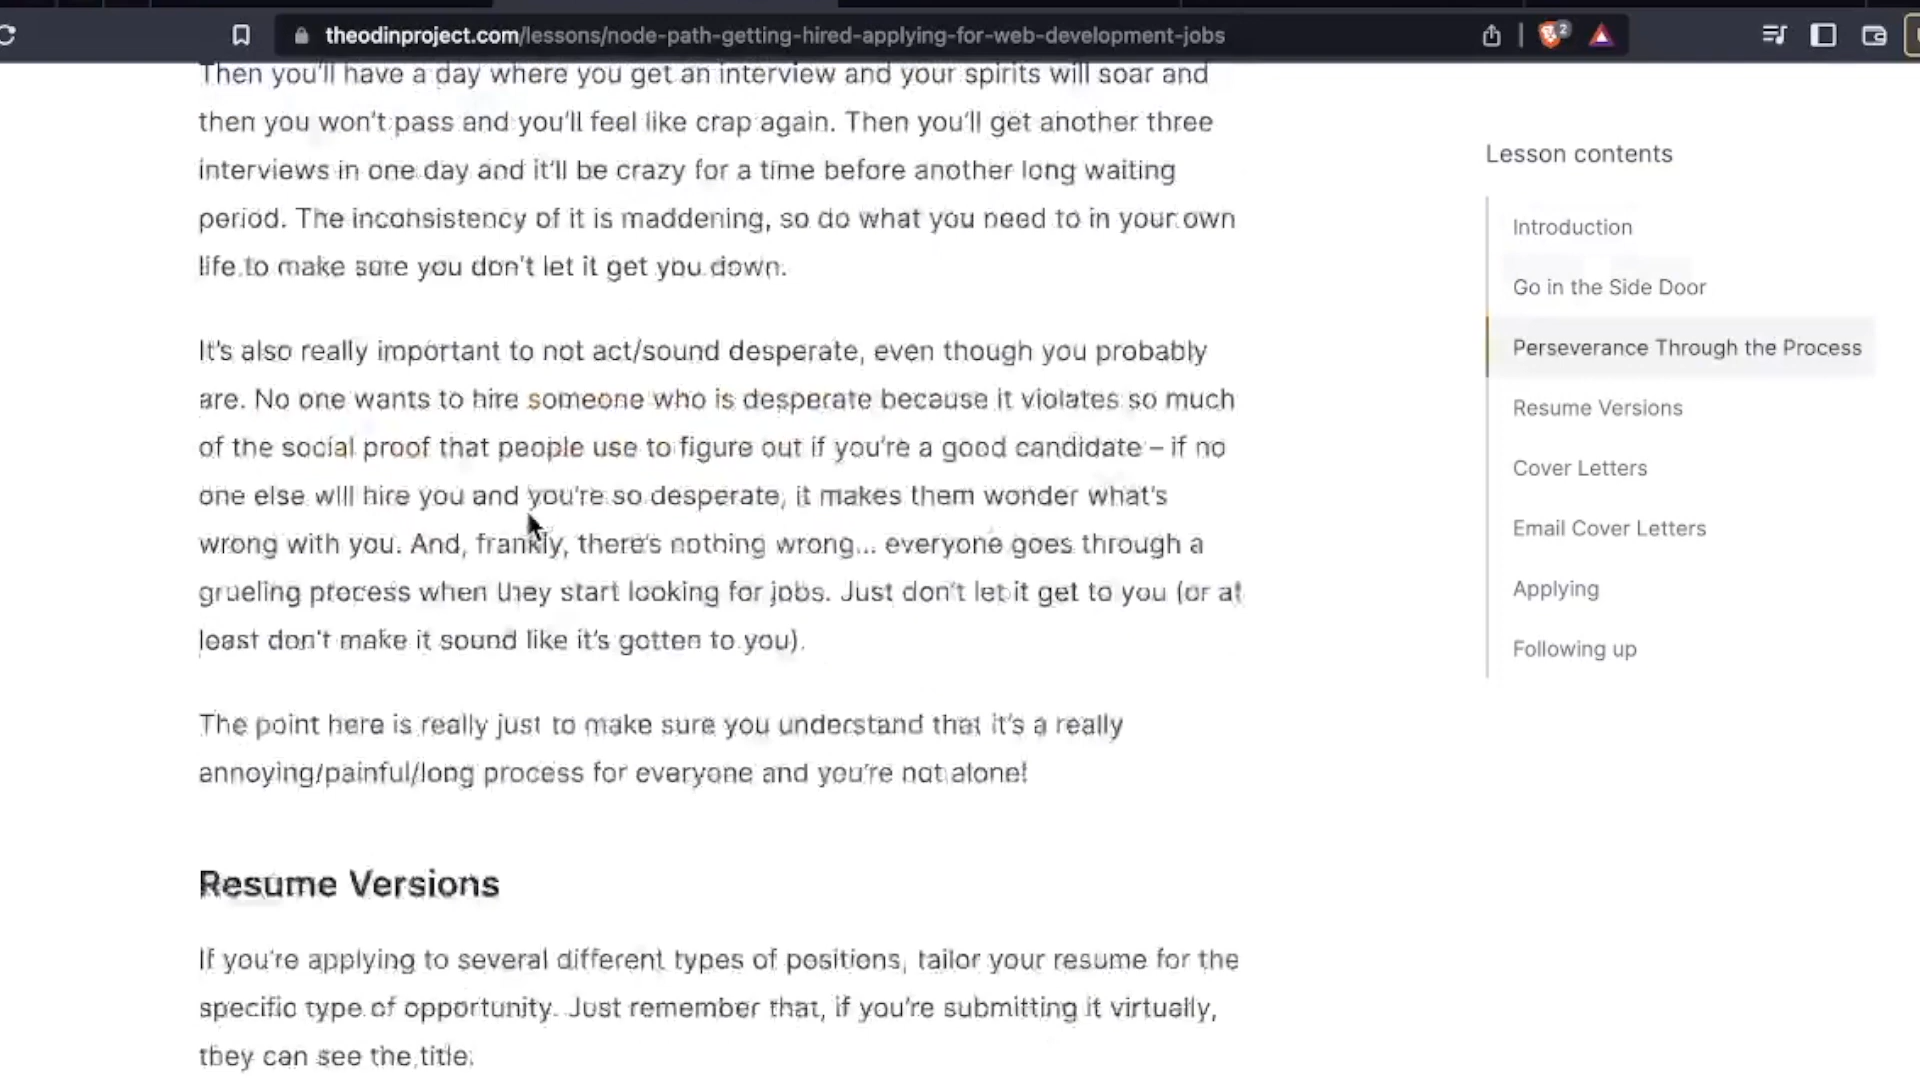 theodinproject.com/lessons/node-path-getting-hired-applying-for-web-development-jobs
2
Then you'll have a day where you get an interview and your spirits will soar and
then you won't pass and you'll feel like crap again. Then you'll get another three
interviews in one day and it'll be crazy for a time before another long waiting
period. The inconsistency of it is maddening, so do what you need to in your own
life to make sure you don't let it get you down.
It's also really important to not act/sound desperate, even though you probably
are. No one wants to hire someone who is desperate because it violates so much
of the social proof that people use to figure out if you're a good candidate – if no
one else will hire you and you're so desperate, it makes them wonder what's
wrong with you. And, frankly, there's nothing wrong... everyone goes through a
grueling process when they start looking for jobs. Just don't let it get to you (or at
least don't make it sound like it's gotten to you).
The point here is really just to make sure you understand that it's a really
annoying/painful/long process for everyone and you're not alone!
Resume Versions
If you're applying to several different types of positions, tailor your resume for the
specific type of opportunity. Just remember that, if you're submitting it virtually,
they can see the title.
Lesson contents
Introduction
Go in the Side Door
Perseverance Through the Process
Resume Versions
Cover Letters
Email Cover Letters
Applying
Following up